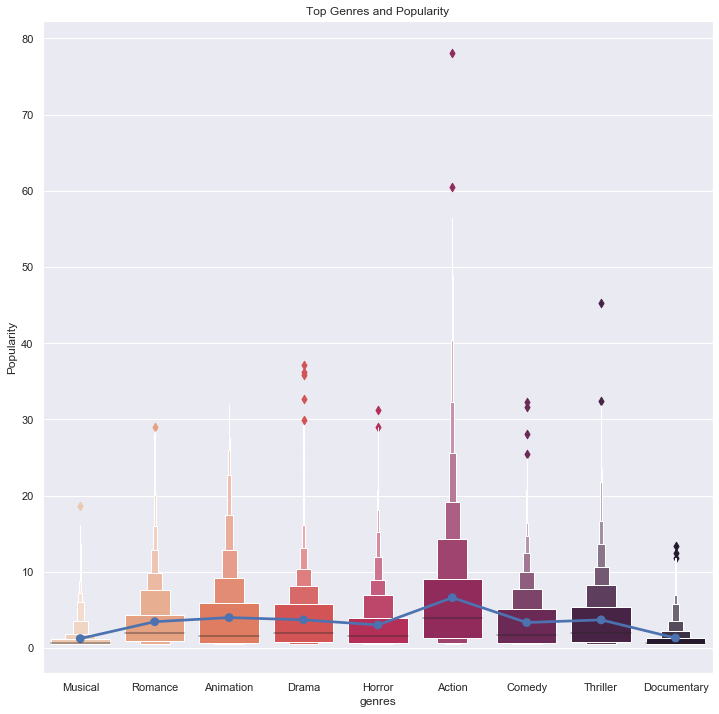 Top Genres and Popularity
80
70
60
50
40
30
20
10
0
Popularity
Musical Romance Animation Drama Horror Action Comedy Thriller Documentary
genres